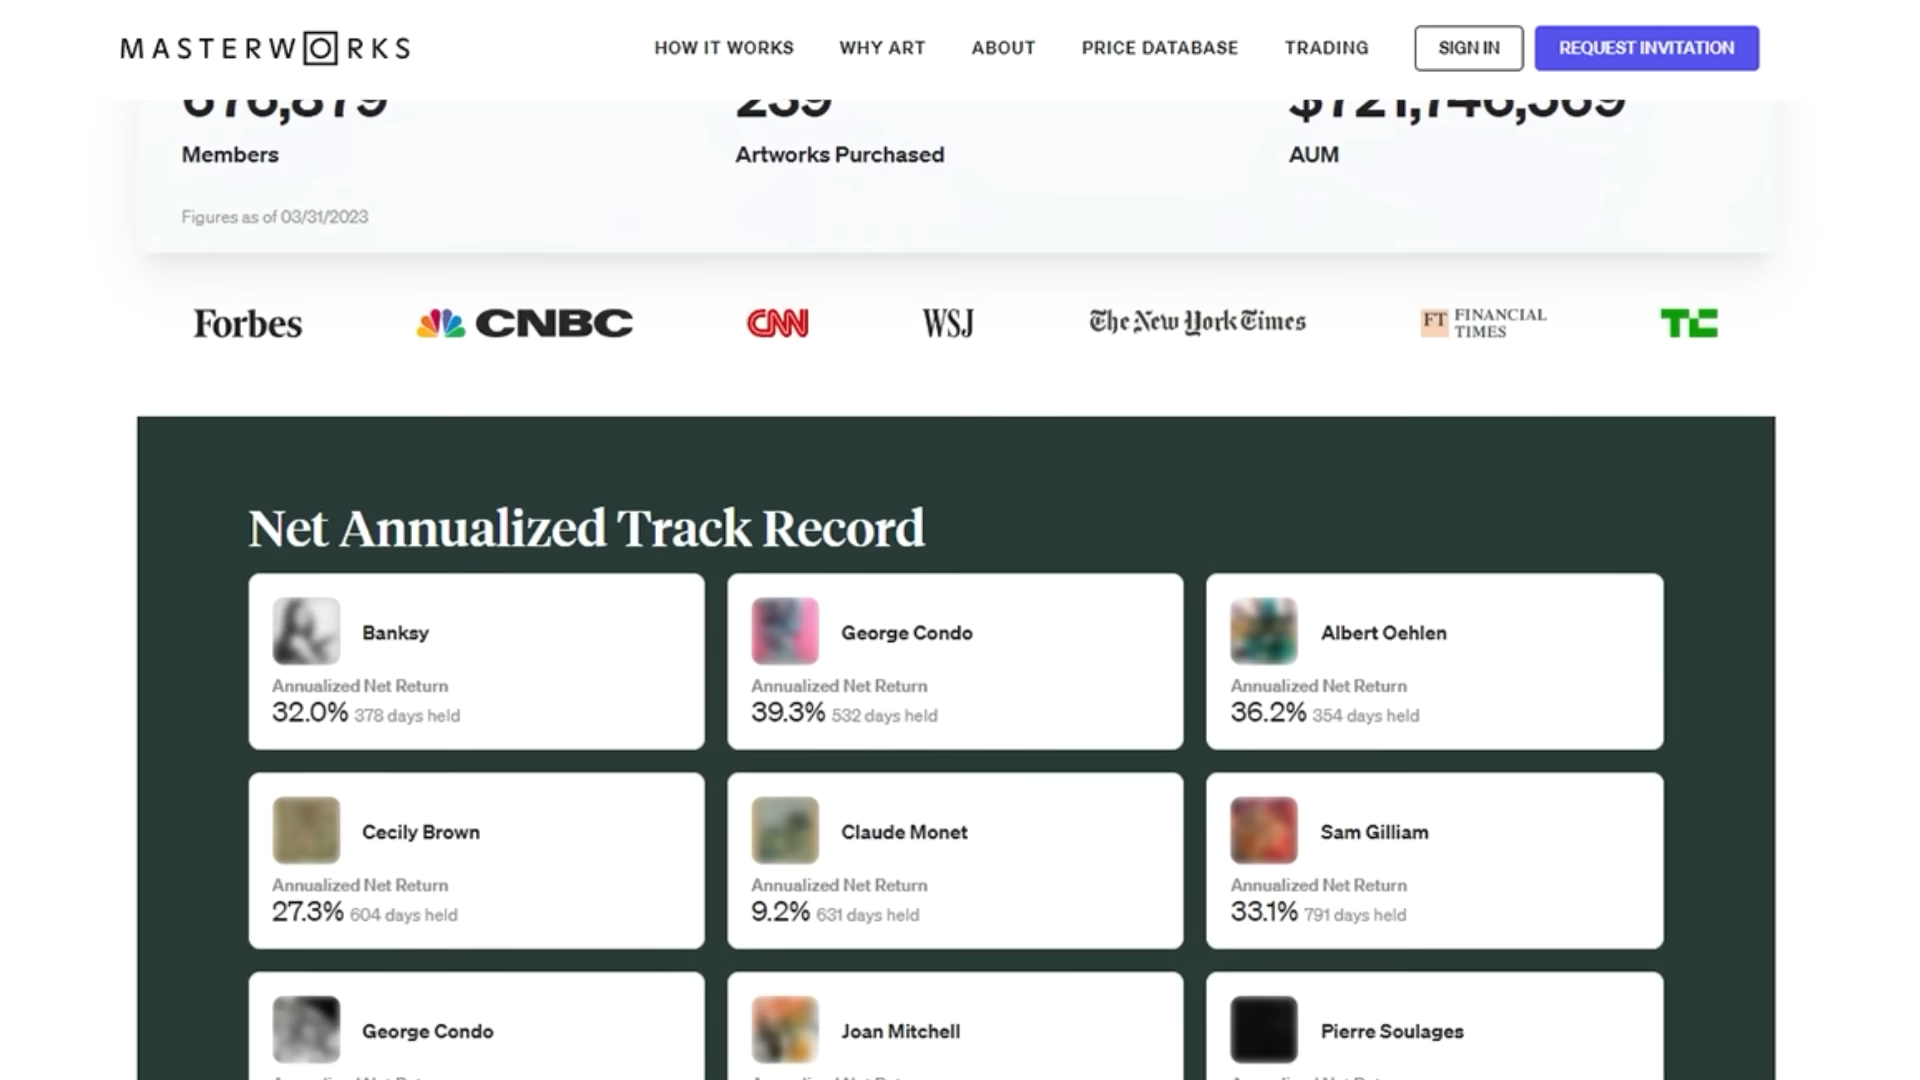 MASTERWORKS
HOW IT WORKS WHY ART ABOUT PRICE DATABASE TRADING SIGN IN REQUEST INVITATION
Members Artworks Purchased AUM
Figures as of 03/31/2023
Forbes CNBC CNN WSJ The New York Times FT FINANCIAL TIMES TC
Net Annualized Track Record
Banksy
Annualized Net Return
32.0% 378 days held
George Condo
Annualized Net Return
39.3% 532 days held
Albert Oehlen
Annualized Net Return
36.2% 354 days held
Cecily Brown
Annualized Net Return
27.3% 604 days held
Claude Monet
Annualized Net Return
9.2% 631 days held
Sam Gilliam
Annualized Net Return
33.1% 791 days held
George Condo
Joan Mitchell
Pierre Soulages